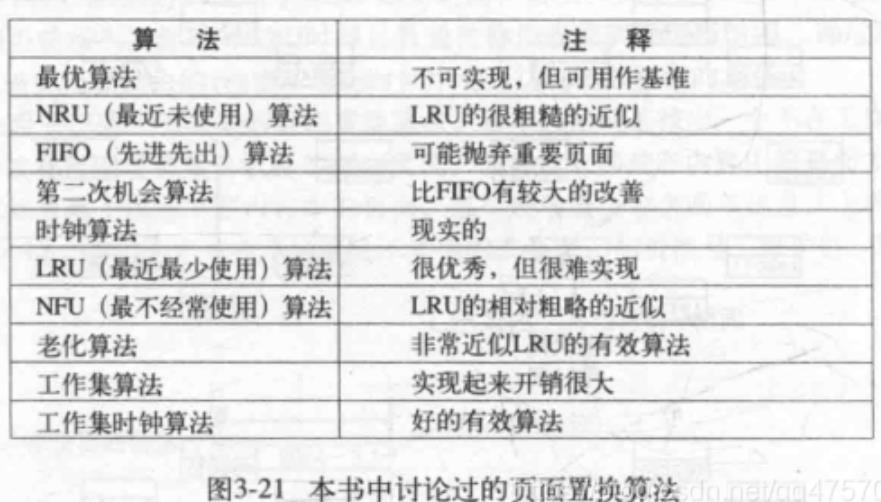 算 法 注 释
最优算法 不可实现，但可用作基准
NRU（最近未使用）算法 LRU的很粗糙的近似
FIFO（先进先出）算法 可能抛弃重要页面
第二次机会算法 比FIFO有较大的改善
时钟算法 现实的
LRU（最近最少使用）算法 很优秀，但很难实现
NFU（最不经常使用）算法 LRU的相对粗略的近似
老化算法 非常近似LRU的有效算法
工作集算法 实现起来开销很大
工作集时钟算法 好的有效算法
图3-21 本书中讨论过的页面置换算法